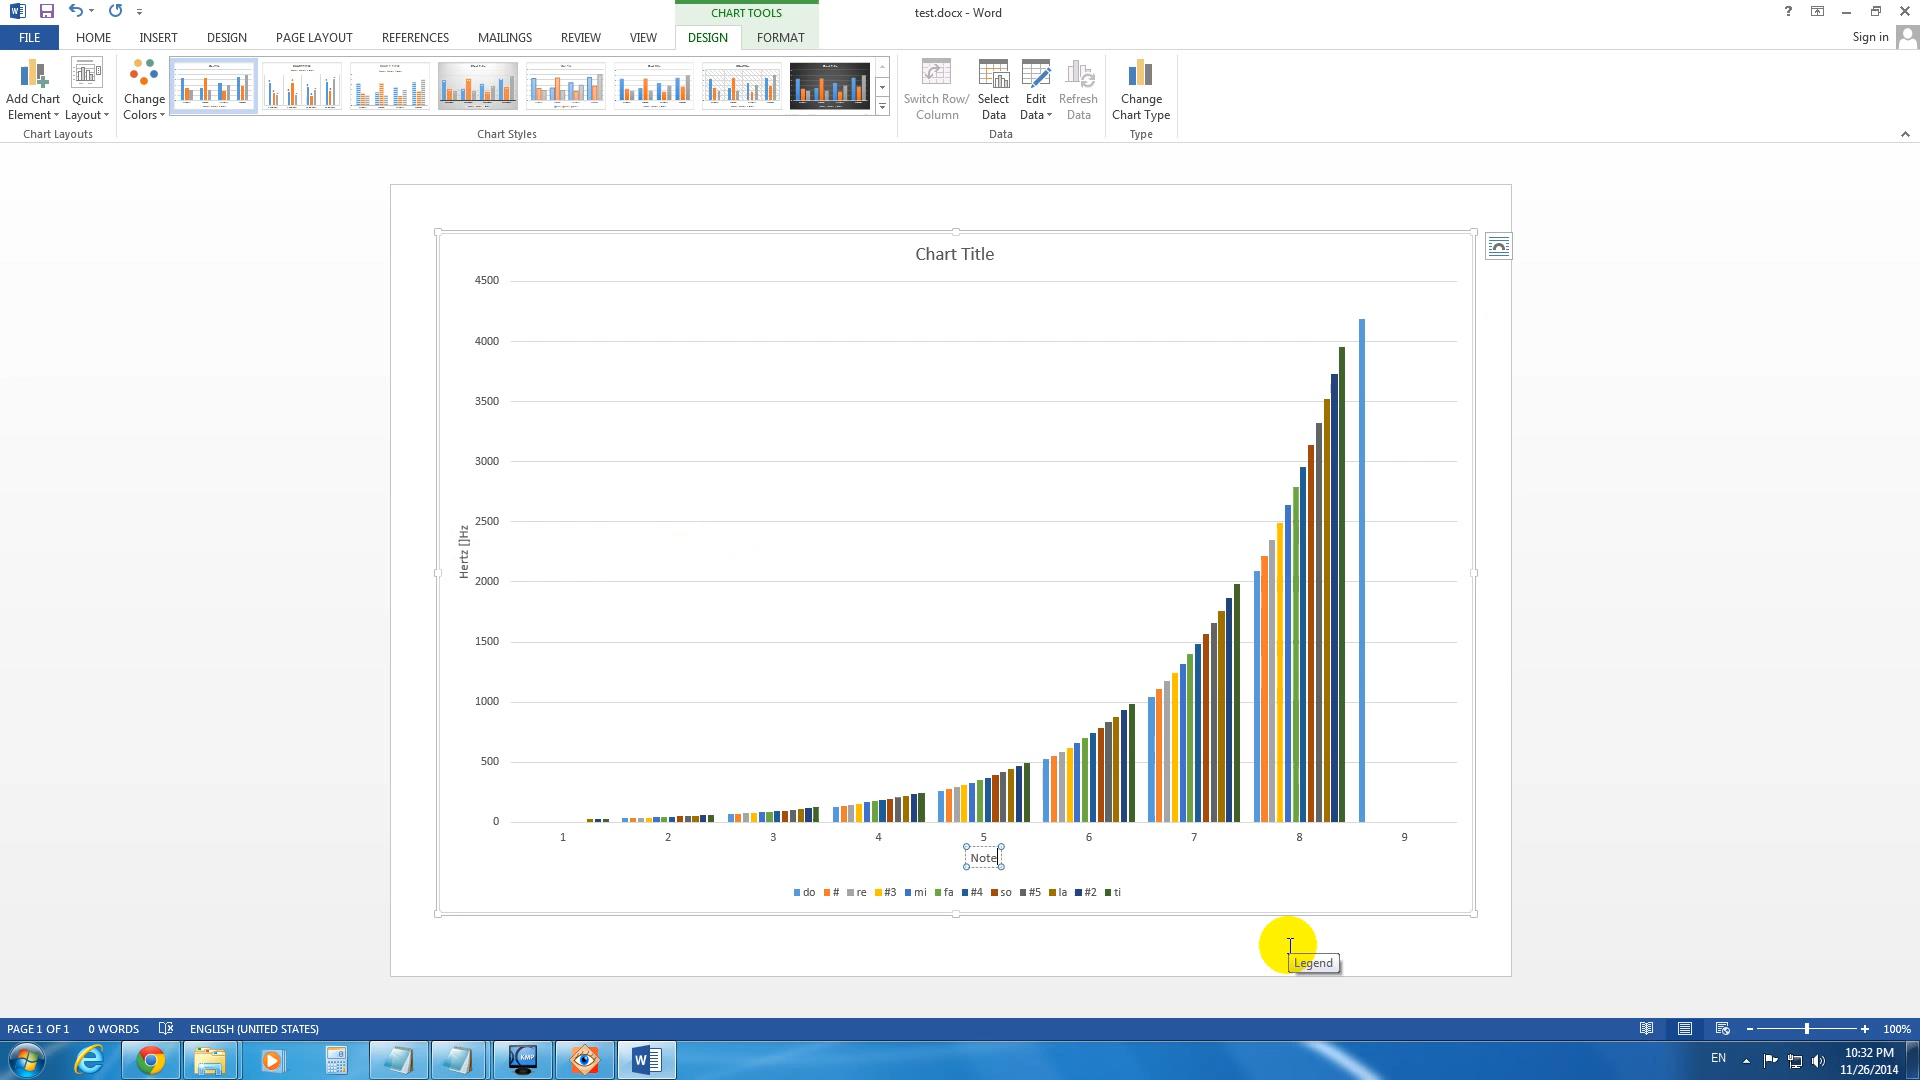 CHART TOOLS
test.docx - Word
?
FILE HOME INSERT DESIGN PAGE LAYOUT REFERENCES MAILINGS REVIEW VIEW DESIGN FORMAT
Sign in
Add Chart Element
Quick Layout
Change Colors
Switch Row/ Column
Select Data
Edit Data
Refresh Data
Change Chart Type
Chart Layouts
Chart Styles
Data
Type
Chart Title
4500
4000
3500
3000
2500
2000
1500
1000
500
0
Hertz []Hz
1 2 3 4 5 6 7 8 9
Note
do # re #3 mi fa #4 so #5 la #2 ti
Legend
PAGE 1 OF 1 0 WORDS ENGLISH (UNITED STATES)
100%
KMP
EN
10:32 PM
11/26/2014